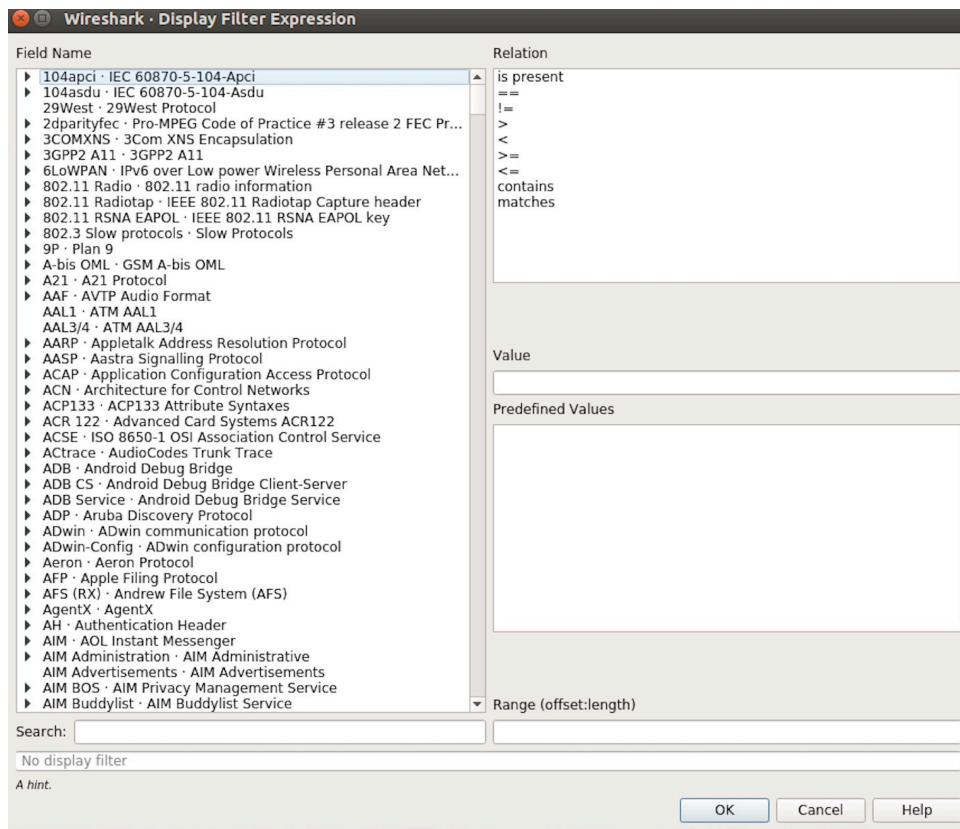 Wireshark · Display Filter Expression
Field Name
104apci · IEC 60870-5-104-Apci
104asdu · IEC 60870-5-104-Asdu
29West · 29West Protocol
2dparityfec · Pro-MPEG Code of Practice #3 release 2 FEC Pr...
3COMXNS · 3Com XNS Encapsulation
3GPP2 A11 · 3GPP2 A11
6LoWPAN · IPv6 over Low power Wireless Personal Area Net...
802.11 Radio · 802.11 radio information
802.11 Radiotap · IEEE 802.11 Radiotap Capture header
802.11 RSNA EAPOL · IEEE 802.11 RSNA EAPOL key
802.3 Slow protocols · Slow Protocols
9P · Plan 9
A-bis OML · GSM A-bis OML
A21 · A21 Protocol
AAF · AVTP Audio Format
AAL1 · ATM AAL1
AAL3/4 · ATM AAL3/4
AARP · Appletalk Address Resolution Protocol
AASP · Aastra Signalling Protocol
ACAP · Application Configuration Access Protocol
ACN · Architecture for Control Networks
ACP133 · ACP133 Attribute Syntaxes
ACR 122 · Advanced Card Systems ACR122
ACSE · ISO 8650-1 OSI Association Control Service
ACtrace · AudioCodes Trunk Trace
ADB · Android Debug Bridge
ADB CS · Android Debug Bridge Client-Server
ADB Service · Android Debug Bridge Service
ADP · Aruba Discovery Protocol
ADwin · ADwin communication protocol
ADwin-Config · ADwin configuration protocol
Aeron · Aeron Protocol
AFP · Apple Filing Protocol
AFS (RX) · Andrew File System (AFS)
AgentX · AgentX
AH · Authentication Header
AIM · AOL Instant Messenger
AIM Administration · AIM Administrative
AIM Advertisements · AIM Advertisements
AIM BOS · AIM Privacy Management Service
AIM Buddylist · AIM Buddylist Service
Search:
Relation
is present
==
!=
>
<
>=
<=
contains
matches
Value
Predefined Values
Range (offset:length)
No display filter
A hint.
OK
Cancel
Help